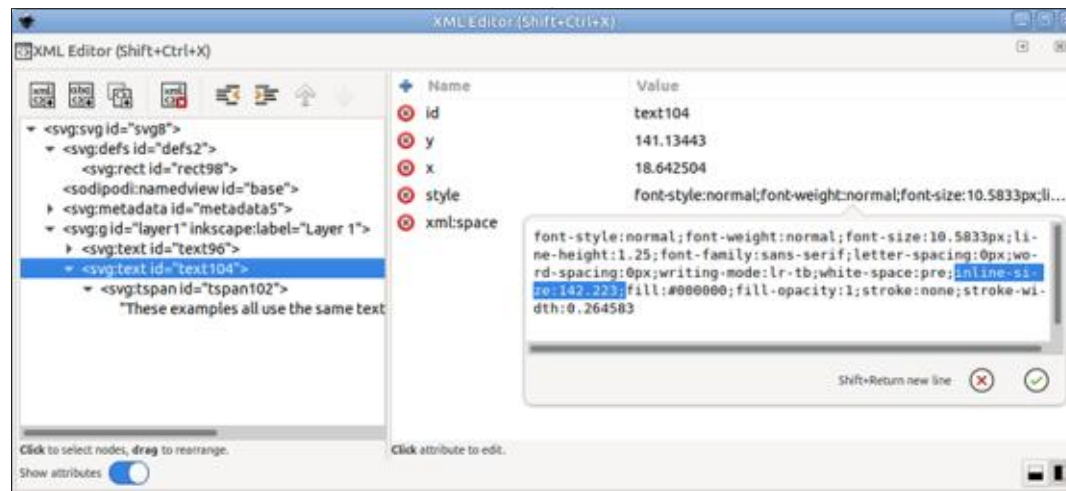 XML Editor (Shift+Ctrl+X)
XML Editor (Shift+Ctrl+X)
Name Value
id text104
y 141.13443
x 18.642504
style font-style:normal;font-weight:normal;font-size:10.5833px;li...
xml:space
<svg:svg id="svg8">
<svg:defs id="defs2">
<svg:rect id="rect98">
<sodipodi:namedview id="base">
<svg:metadata id="metadata5">
<svg:g id="layer1" inkscape:label="Layer 1">
<svg:text id="text96">
<svg:text id="text104">
<svg:tspan id="tspan102">
"These examples all use the same text
font-style:normal;font-weight:normal;font-size:10.5833px;li-
ne-height:1.25;font-family:sans-serif;letter-spacing:0px;wo-
rd-spacing:0px;writing-mode:lr-tb;white-space:pre;inline-si-
ze:142.223;fill:#000000;fill-opacity:1;stroke:none;stroke-wi-
dth:0.264583
Shift+Return new line
Click to select nodes, drag to rearrange.
Click attribute to edit.
Show attributes